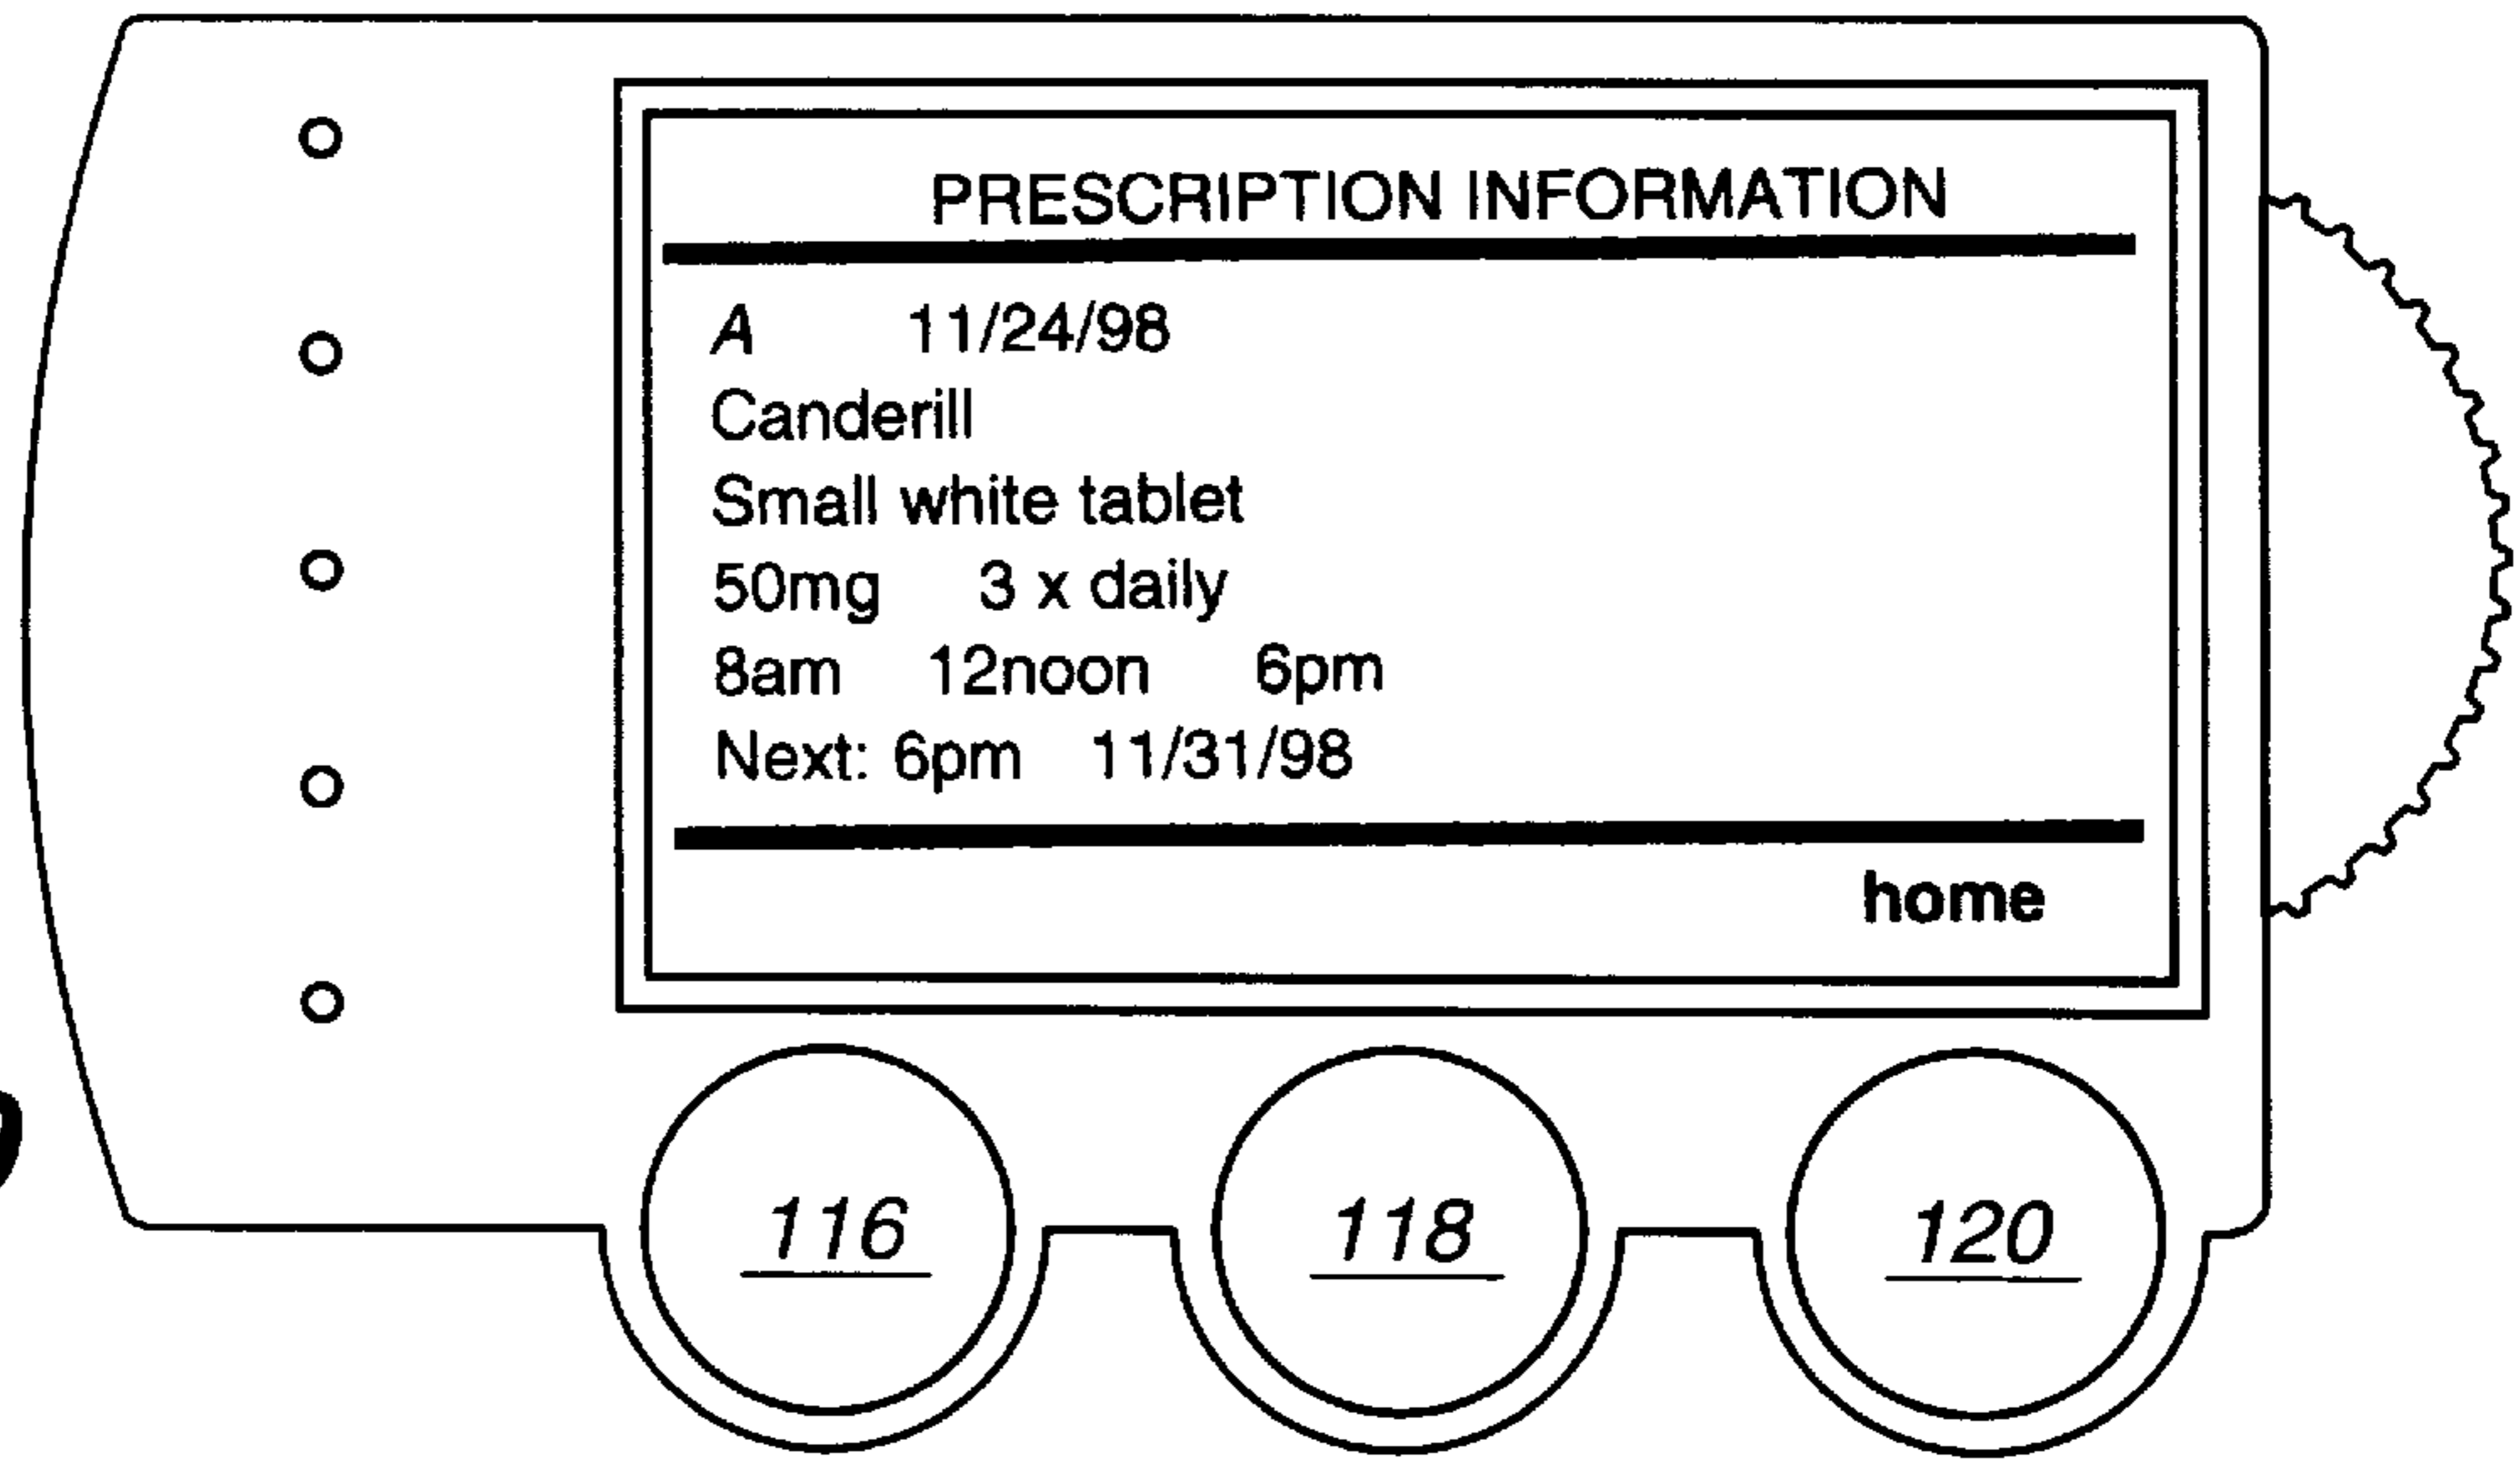 PRESCRIPTION INFORMATION
A 11/24/98
Canderill
Small white tablet
50mg 3 x daily
8am 12noon 6pm
Next: 6pm 11/31/98
home
116 118 120